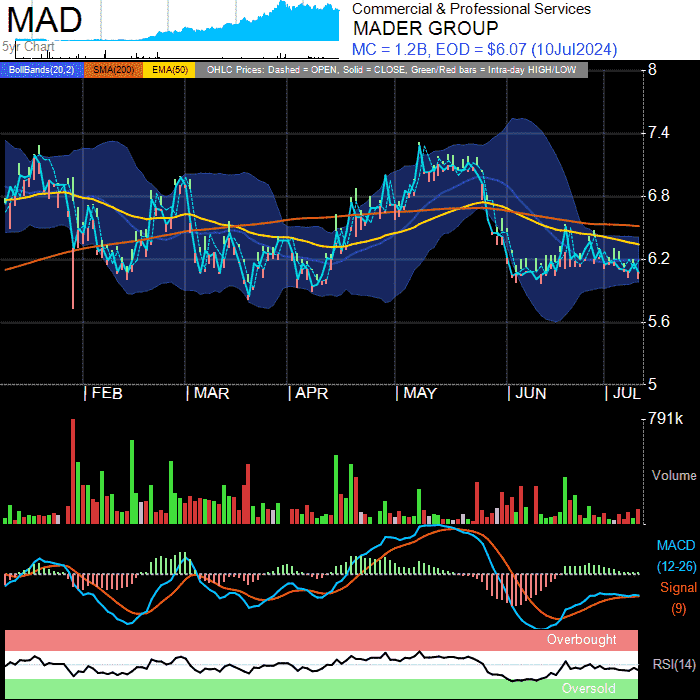 MAD
5yr Chart
Commercial & Professional Services
MADER GROUP
MC = 1.2B, EOD = $6.07 (10Jul2024)
BollBands(20,2) SMA(200) EMA(50) OHLC Prices: Dashed = OPEN, Solid = CLOSE, Green/Red bars = Intra-day HIGH/LOW
8
7.4
6.8
6.2
5.6
5
FEB MAR APR MAY JUN JUL
791k
Volume
MACD
(12-26)
Signal
(9)
Overbought
RSI(14)
Oversold